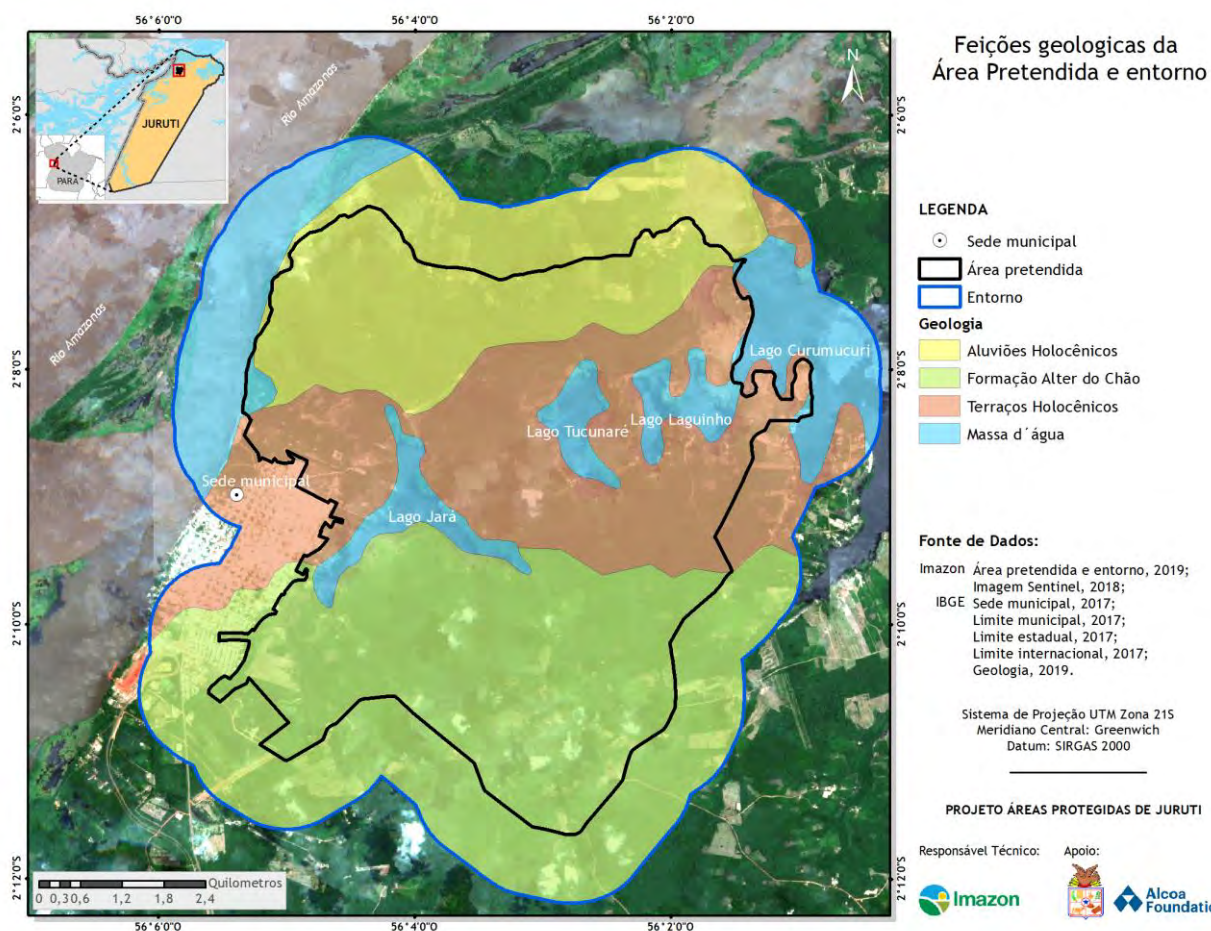 56°6'0"O 56°4'0"O 56°2'0"O
Feições geologicas da
Área Pretendida e entorno
JURUTI
PARÁ
Rio Amazonas
N
2°6'0"S
2°6'0"S
LEGENDA
Sede municipal
Área pretendida
Entorno
Geologia
Aluviões Holocênicos
Formação Alter do Chão
Terraços Holocênicos
Massa d´água
Rio Amazonas
2°8'0"S
2°8'0"S
Lago Curumucuri
Lago Laguinho
Lago Tucunaré
Sede municipal
Lago Jará
2°10'0"S
2°10'0"S
Fonte de Dados:
Imazon Área pretendida e entorno, 2019;
Imagem Sentinel, 2018;
IBGE Sede municipal, 2017;
Limite municipal, 2017;
Limite estadual, 2017;
Limite internacional, 2017;
Geologia, 2019.
Sistema de Projeção UTM Zona 21S
Meridiano Central: Greenwich
Datum: SIRGAS 2000
PROJETO ÁREAS PROTEGIDAS DE JURUTI
Responsável Técnico: Apoio:
Imazon
Alcoa
Foundati
2°12'0"S
2°12'0"S
Quilometros
0 0,3 0,6 1,2 1,8 2,4
56°6'0"O 56°4'0"O 56°2'0"O